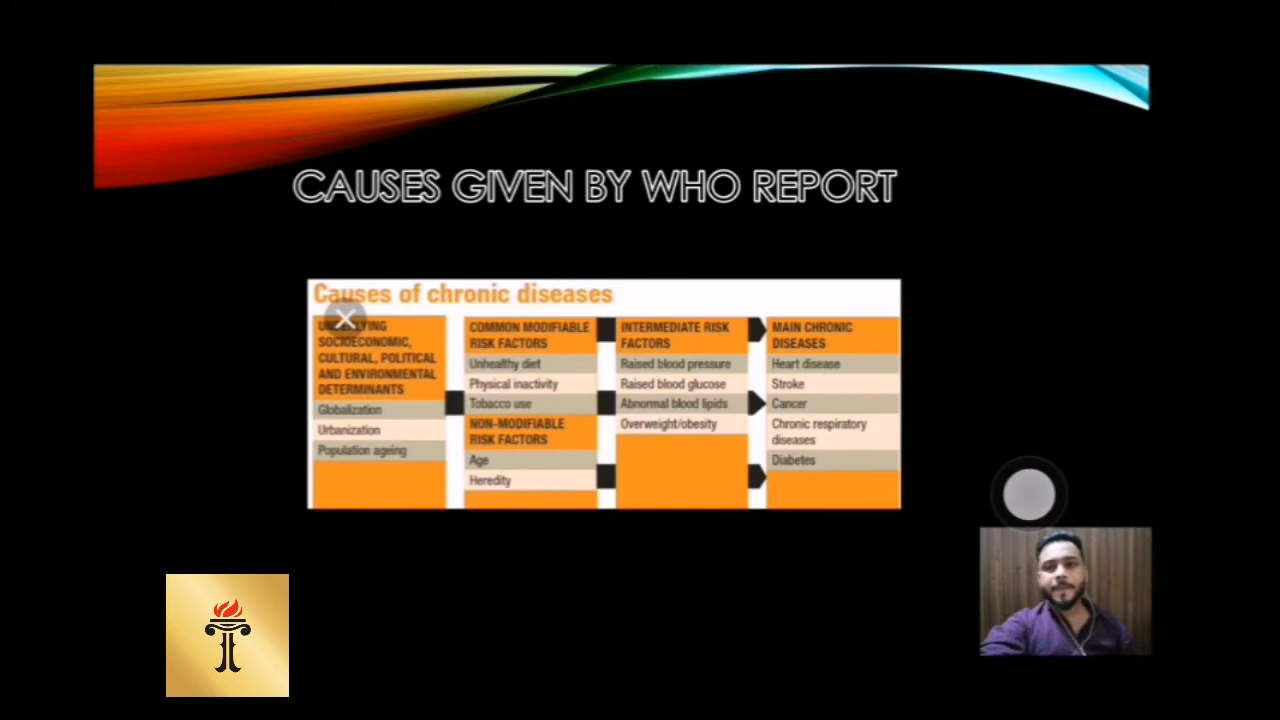 CAUSES GIVEN BY WHO REPORT
Causes of chronic diseases
UNDERLYING
SOCIOECONOMIC,
CULTURAL, POLITICAL
AND ENVIRONMENTAL
DETERMINANTS
Globalization
Urbanization
Population ageing
COMMON MODIFIABLE
RISK FACTORS
Unhealthy diet
Physical inactivity
Tobacco use
NON-MODIFIABLE
RISK FACTORS
Age
Heredity
INTERMEDIATE RISK
FACTORS
Raised blood pressure
Raised blood glucose
Abnormal blood lipids
Overweight/obesity
MAIN CHRONIC
DISEASES
Heart disease
Stroke
Cancer
Chronic respiratory
diseases
Diabetes